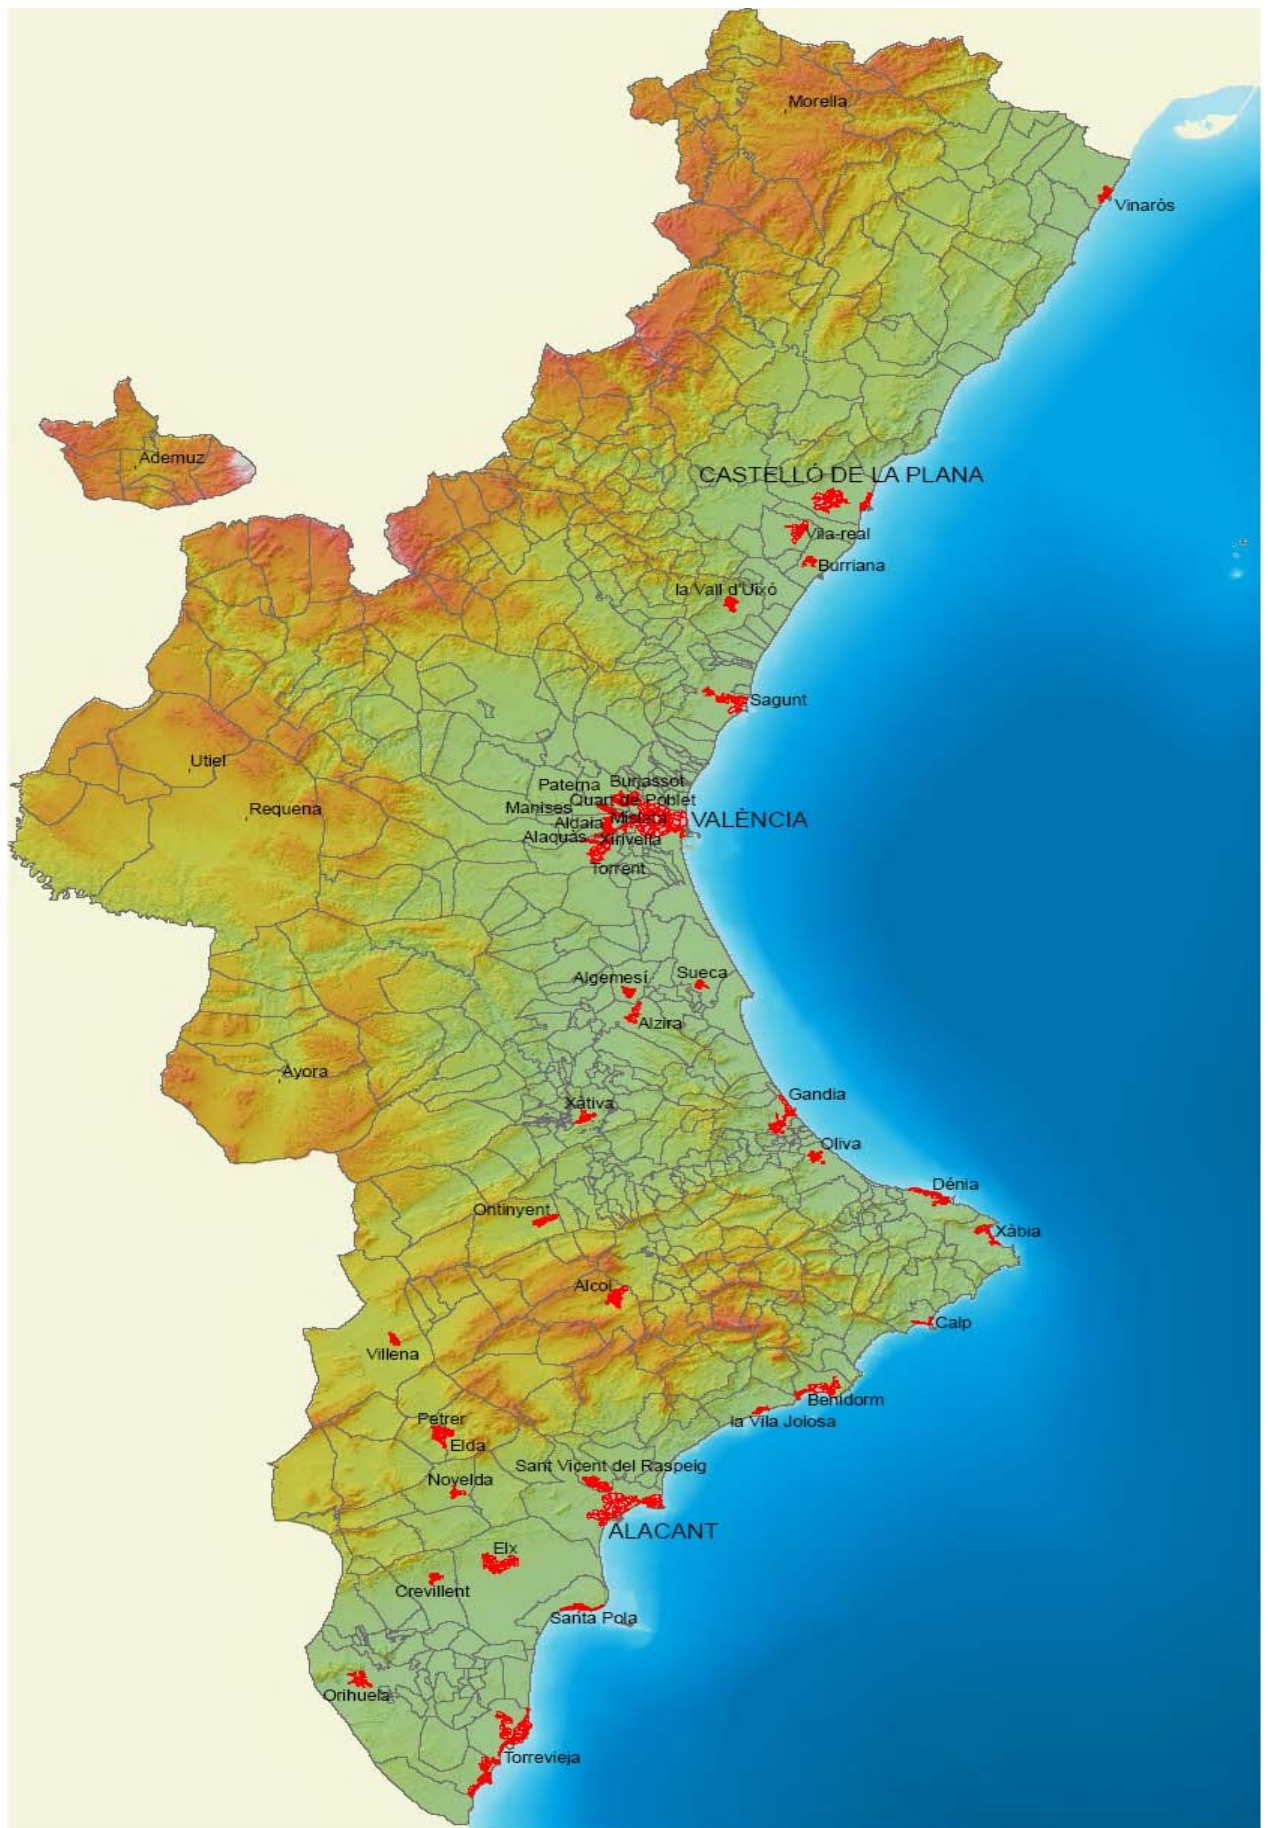 Morella
Vinaròs
Ademuz
CASTELLÓ DE LA PLANA
Vila-real
Burriana
la Vall d'Uixó
Sagunt
Utiel
Requena
Paterna
Burjassot
Manises
Quart de Poblet
Aldaia
Mislata
VALÈNCIA
Alaquàs
Xirivella
Torrent
Algemesí
Sueca
Alzira
Ayora
Xàtiva
Gandia
Oliva
Dénia
Ontinyent
Xàbia
Alcoi
Calp
Villena
Benidorm
la Vila Joiosa
Petrer
Elda
Sant Vicent del Raspeig
Novelda
ALACANT
Elx
Crevillent
Santa Pola
Orihuela
Torrevieja